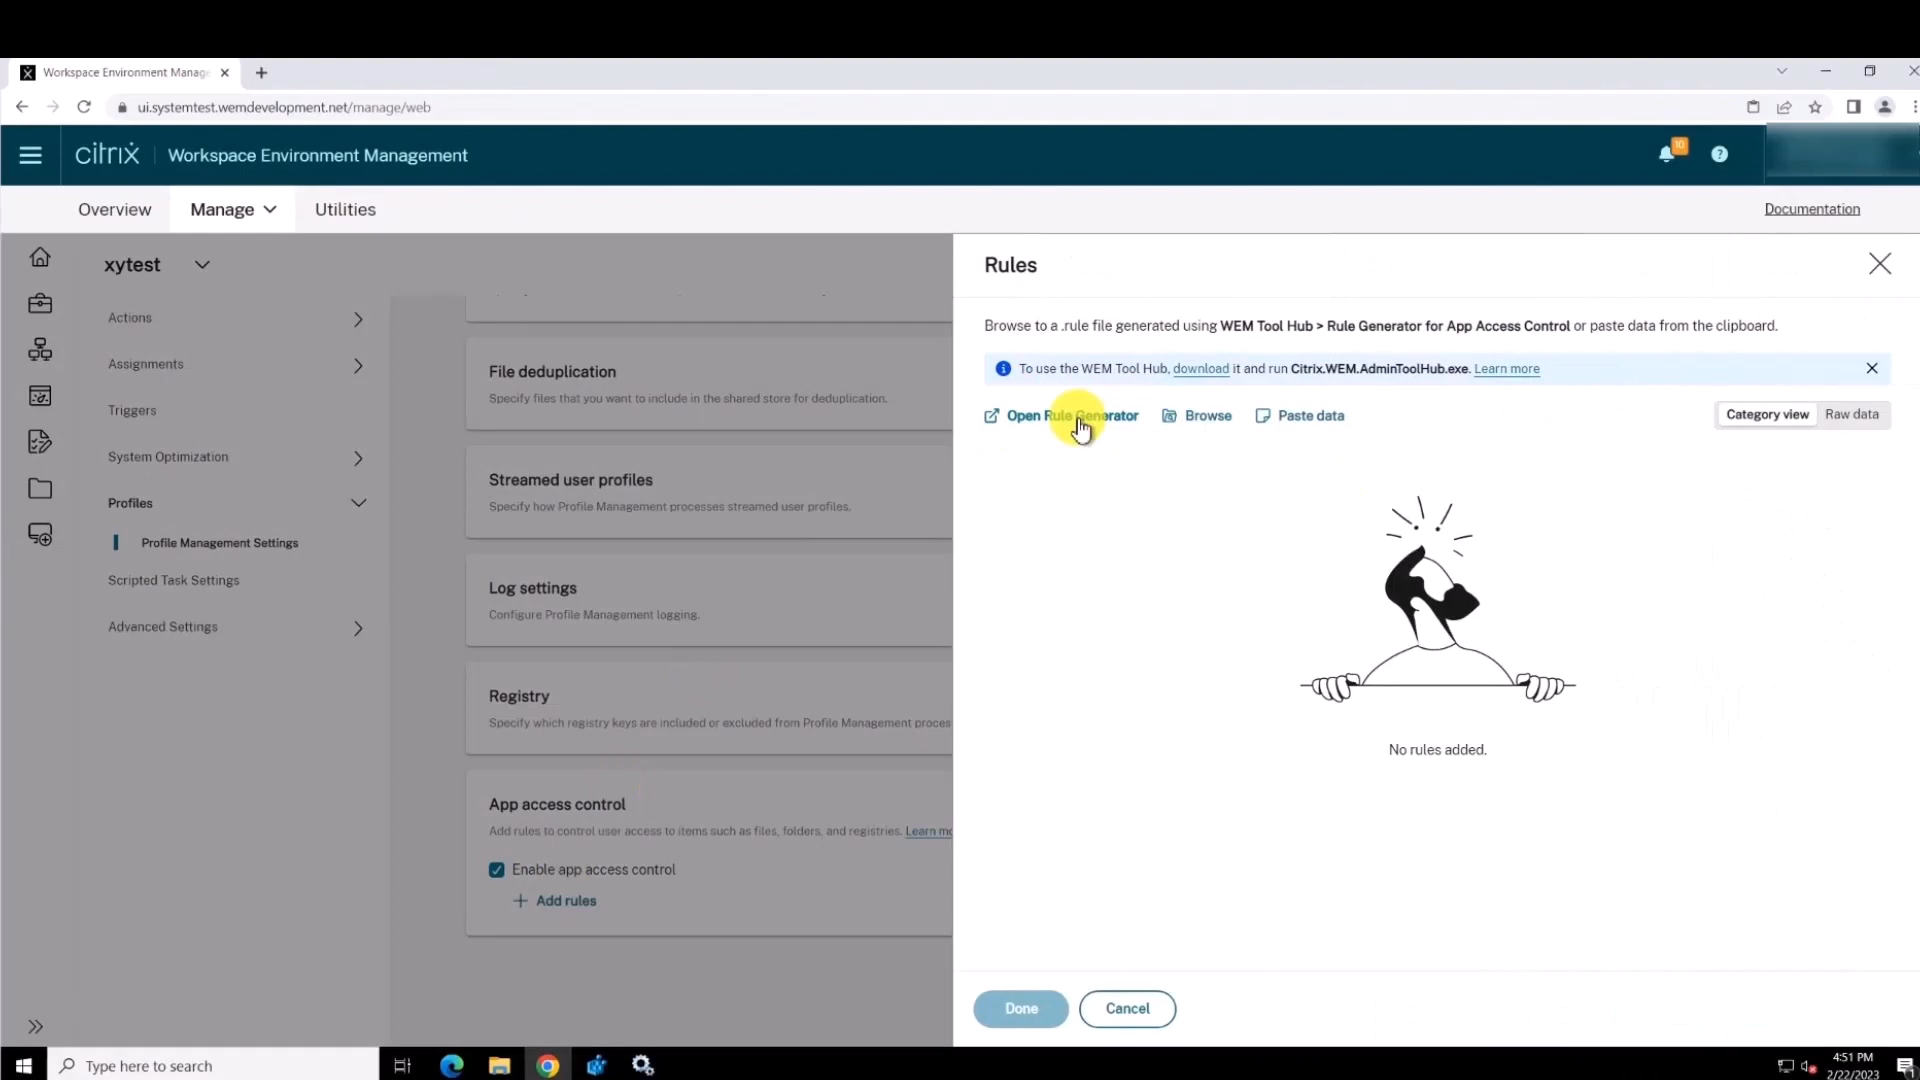 Workspace Environment Manag
ui.systemtest.wemdevelopment.net/manage/web
citrix
Workspace Environment Management
10
?
Overview
Manage
Utilities
Documentation
xytest
Actions
Assignments
Triggers
System Optimization
Profiles
Profile Management Settings
Scripted Task Settings
Advanced Settings
File deduplication
Specify files that you want to include in the shared store for deduplication.
Streamed user profiles
Specify how Profile Management processes streamed user profiles.
Log settings
Configure Profile Management logging.
Registry
Specify which registry keys are included or excluded from Profile Management proces
App access control
Add rules to control user access to items such as files, folders, and registries. Learn mo
Enable app access control
Add rules
Rules
Browse to a .rule file generated using WEM Tool Hub > Rule Generator for App Access Control or paste data from the clipboard.
To use the WEM Tool Hub, download it and run Citrix.WEM.AdminToolHub.exe. Learn more
Open Rule Generator
Browse
Paste data
Category view
Raw data
No rules added.
Done
Cancel
Type here to search
4:51 PM
2/22/2023
1